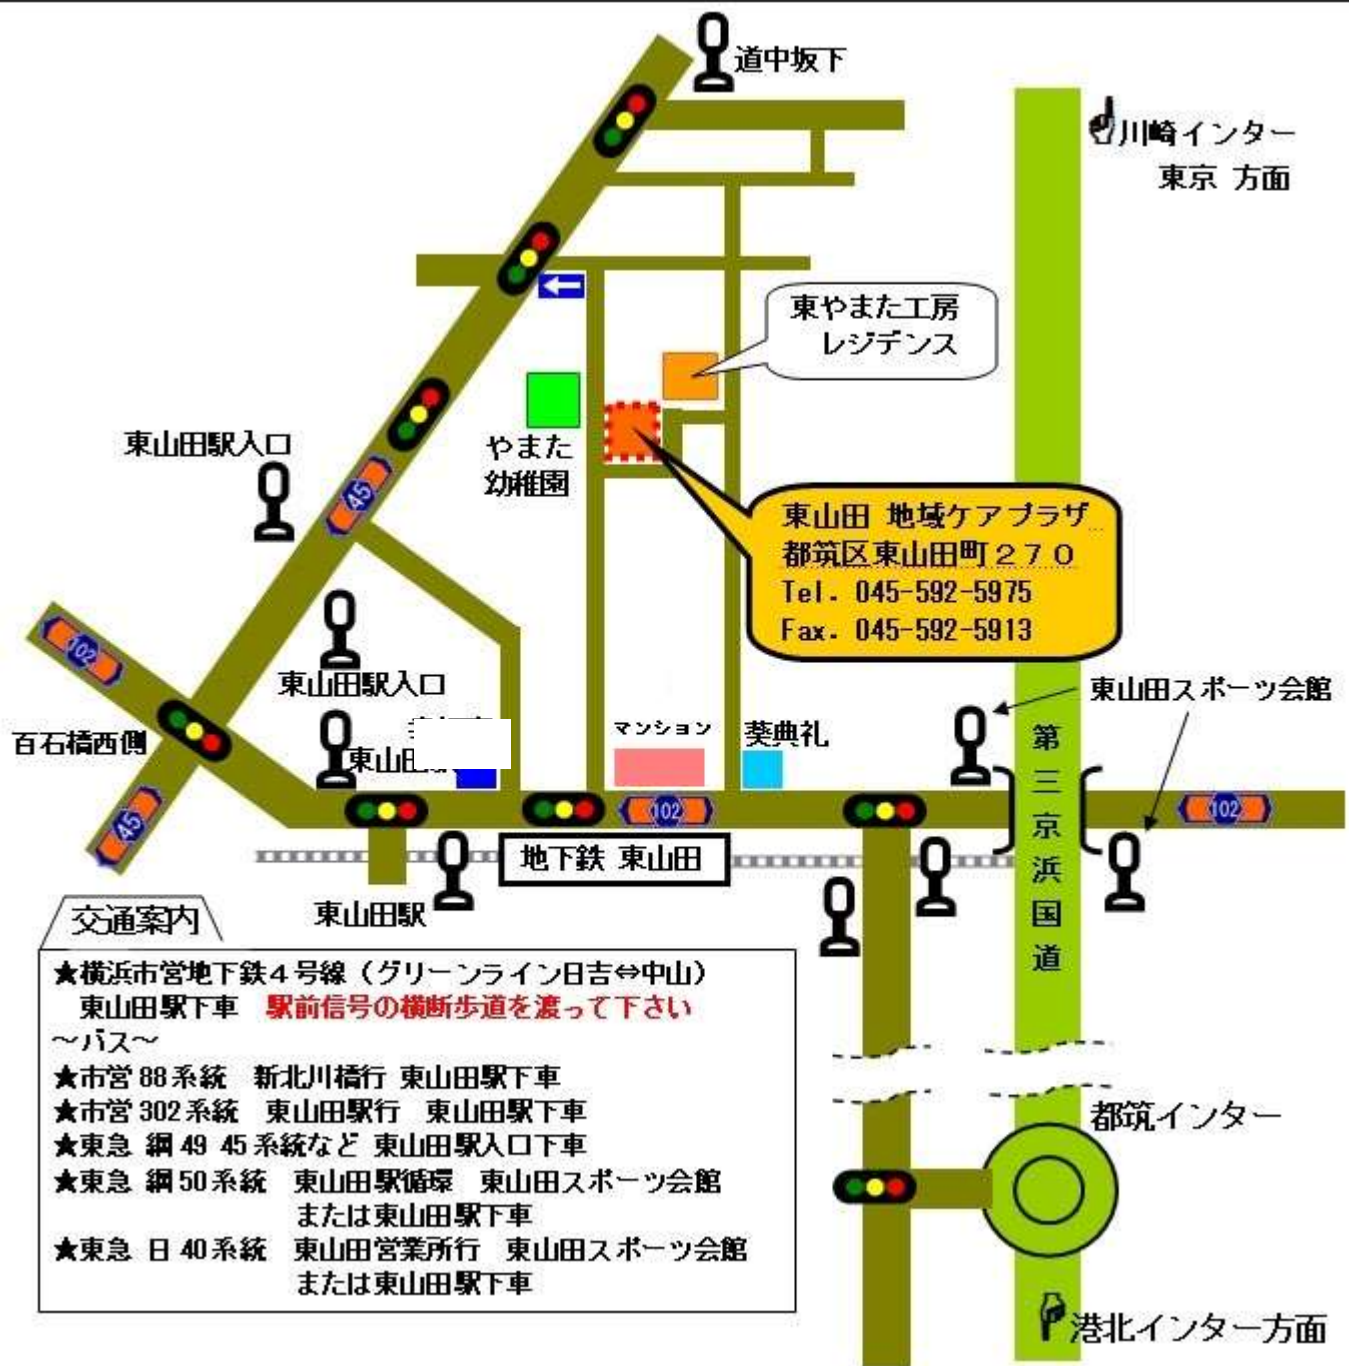 道中坂下
川崎インター
東京 方面
東やまた工房
レジデンス
東山田駅入口
やまた
幼稚園
東山田 地域ケアプラザ
都筑区東山田町270
Tel. 045-592-5975
Fax. 045-592-5913
45
102
東山田駅入口
東山田スポーツ会館
百石橋西側
東山田
マンション
葵典礼
第三京浜国道
45
102
102
地下鉄 東山田
東山田駅
交通案内
★横浜市営地下鉄4号線(グリーンライン日吉⇔中山)
東山田駅下車 駅前信号の横断歩道を渡って下さい
~バス~
★市営88系統 新北川橋行 東山田駅下車
★市営302系統 東山田駅行 東山田駅下車
★東急 綱49 45系統など 東山田駅入口下車
★東急 綱50系統 東山田駅循環 東山田スポーツ会館
または東山田駅下車
★東急 日40系統 東山田営業所行 東山田スポーツ会館
または東山田駅下車
都筑インター
港北インター方面